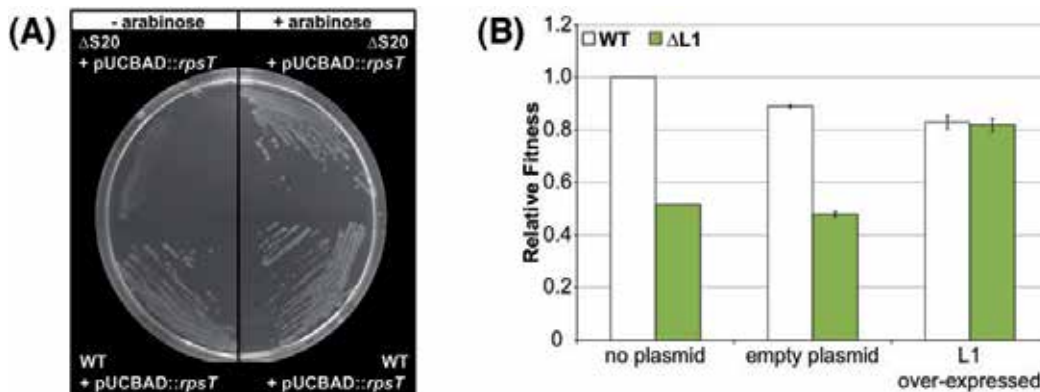 (A)
- arabinose + arabinose
ΔS20 ΔS20
+ pUCBAD::rpsT + pUCBAD::rpsT
WT WT
+ pUCBAD::rpsT + pUCBAD::rpsT
(B)
WT ΔL1
Relative Fitness
1.2
1.0
0.8
0.6
0.4
0.2
0
no plasmid empty plasmid L1
over-expressed